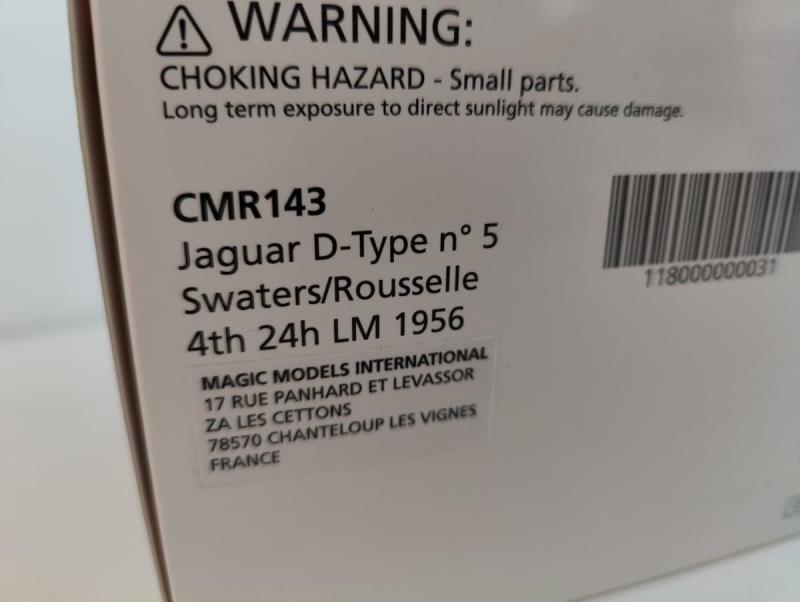 WARNING:
CHOKING HAZARD - Small parts.
Long term exposure to direct sunlight may cause damage.
CMR143
Jaguar D-Type n° 5
Swaters/Rousselle
4th 24h LM 1956
118000000031
MAGIC MODELS INTERNATIONAL
17 RUE PANHARD ET LEVASSOR
ZA LES CETTONS
78570 CHANTELOUP LES VIGNES
FRANCE